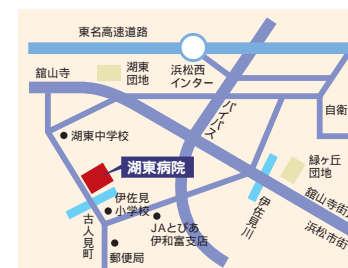 東名高速道路
舘山寺
湖東
団地
浜松西
インター
バイパス
自衛
湖東中学校
湖東病院
緑ヶ丘
団地
伊佐見
小学校
古人見町
JAとぴあ
伊和富支店
郵便局
伊佐見川
舘山寺街
浜松市街